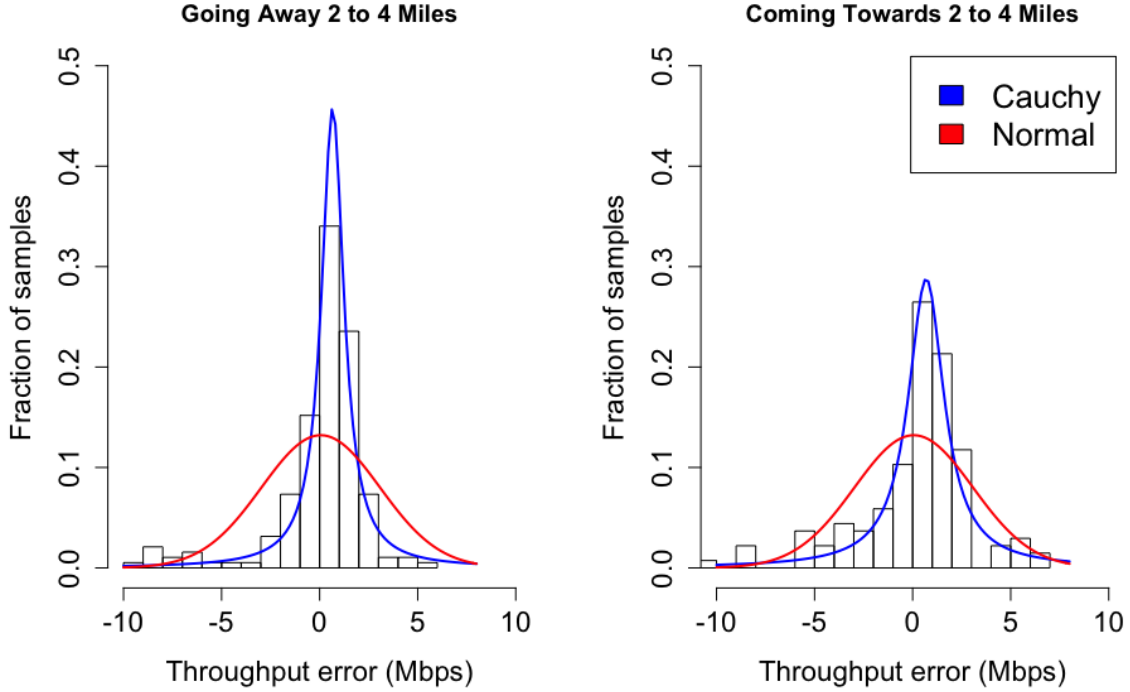 Going Away 2 to 4 Miles
Fraction of samples
0.0 0.1 0.2 0.3 0.4 0.5
-10 -5 0 5 10
Throughput error (Mbps)
Coming Towards 2 to 4 Miles
Cauchy
Normal
Fraction of samples
0.0 0.1 0.2 0.3 0.4 0.5
-10 -5 0 5 10
Throughput error (Mbps)